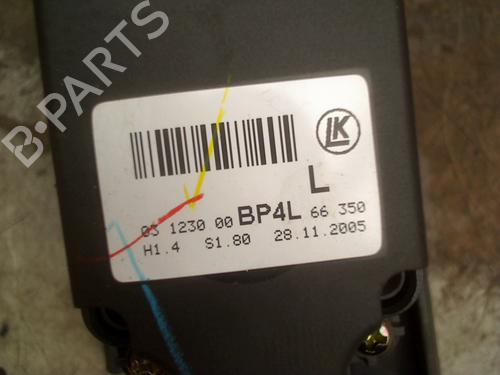 B-PARTS
LK
L
03 1230 00 BP4L 66 350
H1.4 S1.80 28.11.2005